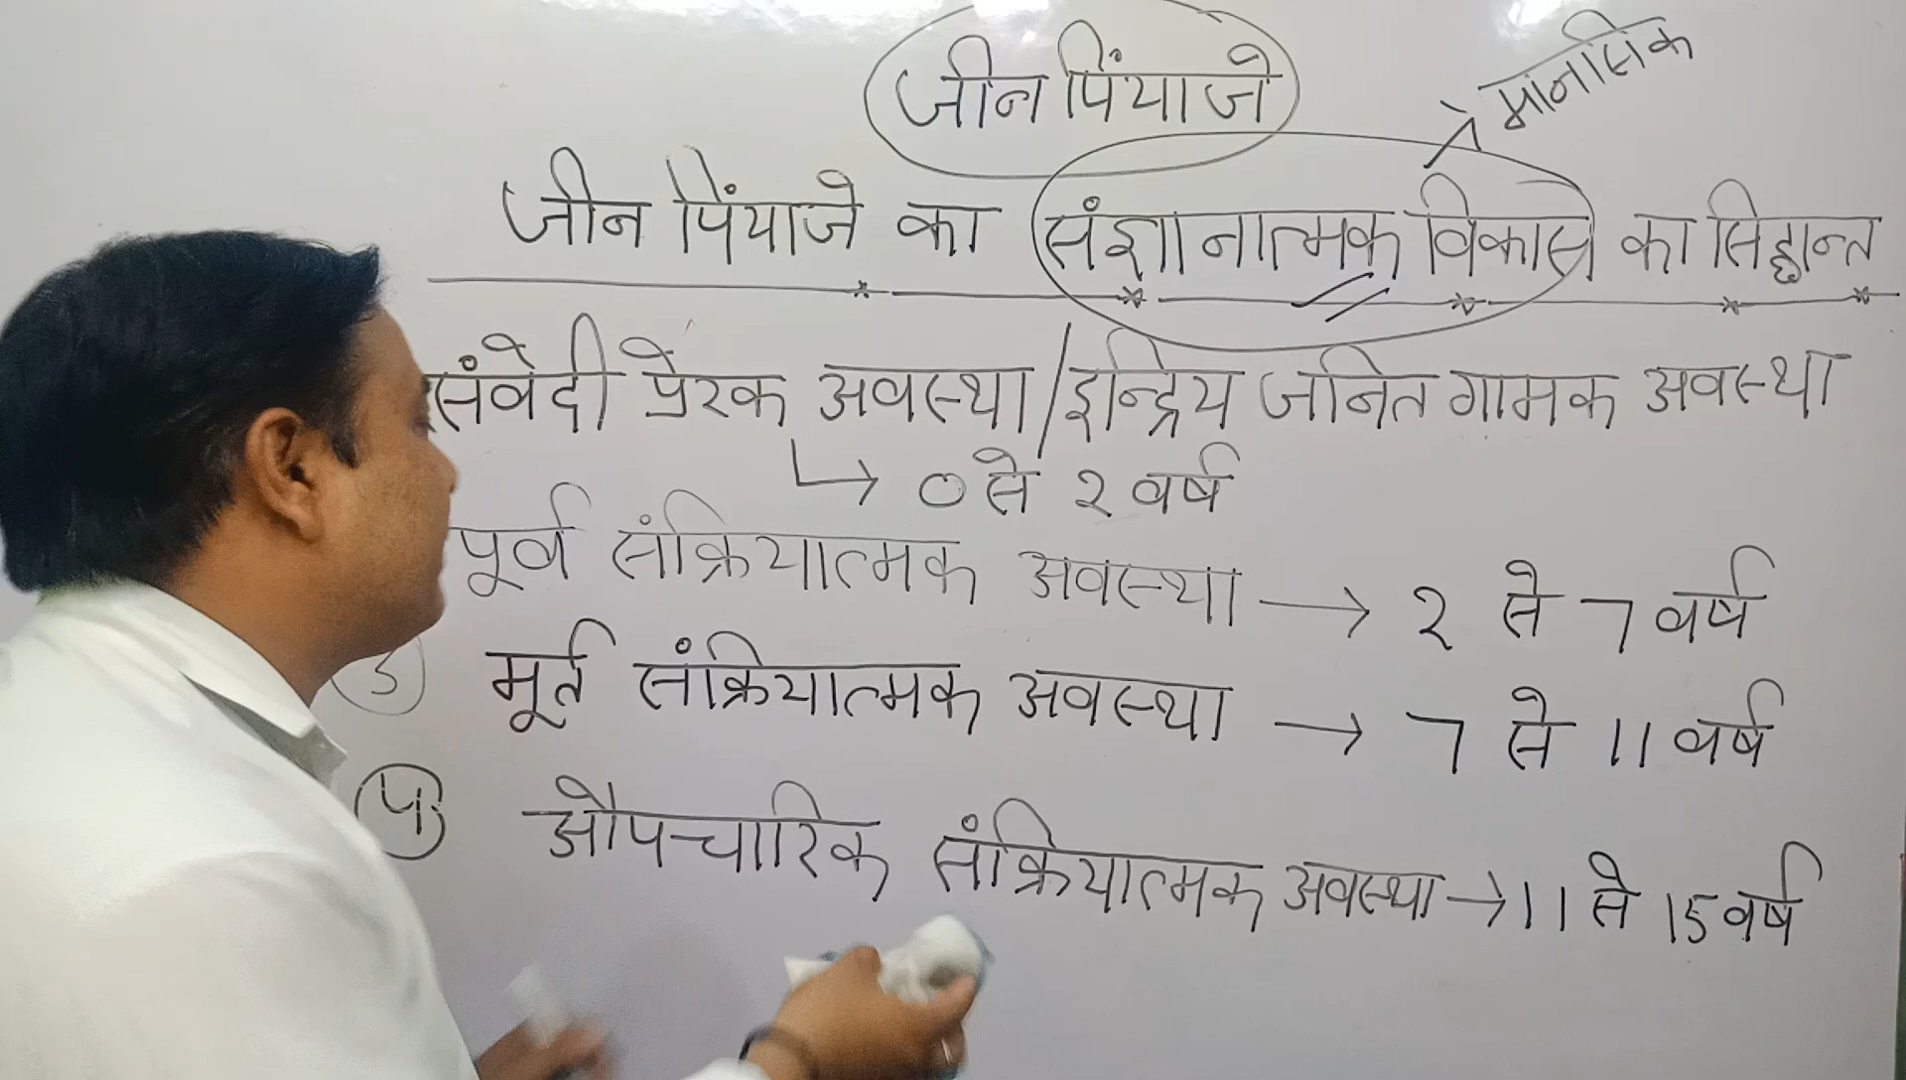 जीन पिंयाजे
मानसिक
जीन पिंयाजे का संज्ञानात्मक विकास का सिद्धान्त
संवेदी प्रेरक अवस्था/इन्द्रिय जनित गामक अवस्था
↳ 0 से 2 वर्ष
पूर्व संक्रियात्मक अवस्था → 2 से 7 वर्ष
3 मूर्त संक्रियात्मक अवस्था → 7 से 11 वर्ष
4 औपचारिक संक्रियात्मक अवस्था → 11 से 15 वर्ष